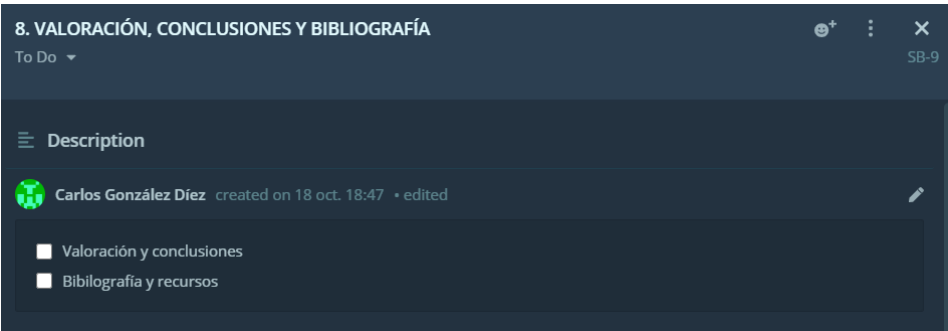 8. VALORACIÓN, CONCLUSIONES Y BIBLIOGRAFÍA
To Do
SB-9
Description
Carlos González Díez created on 18 oct. 18:47 • edited
Valoración y conclusiones
Bibilografía y recursos